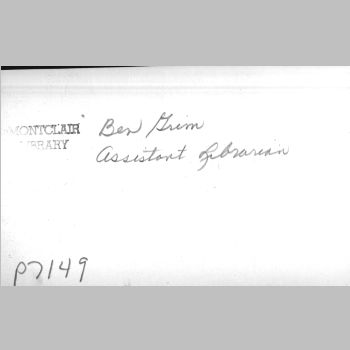 MONTCLAIR
LIBRARY
Ben Grim
Assistant Librarian
P7149